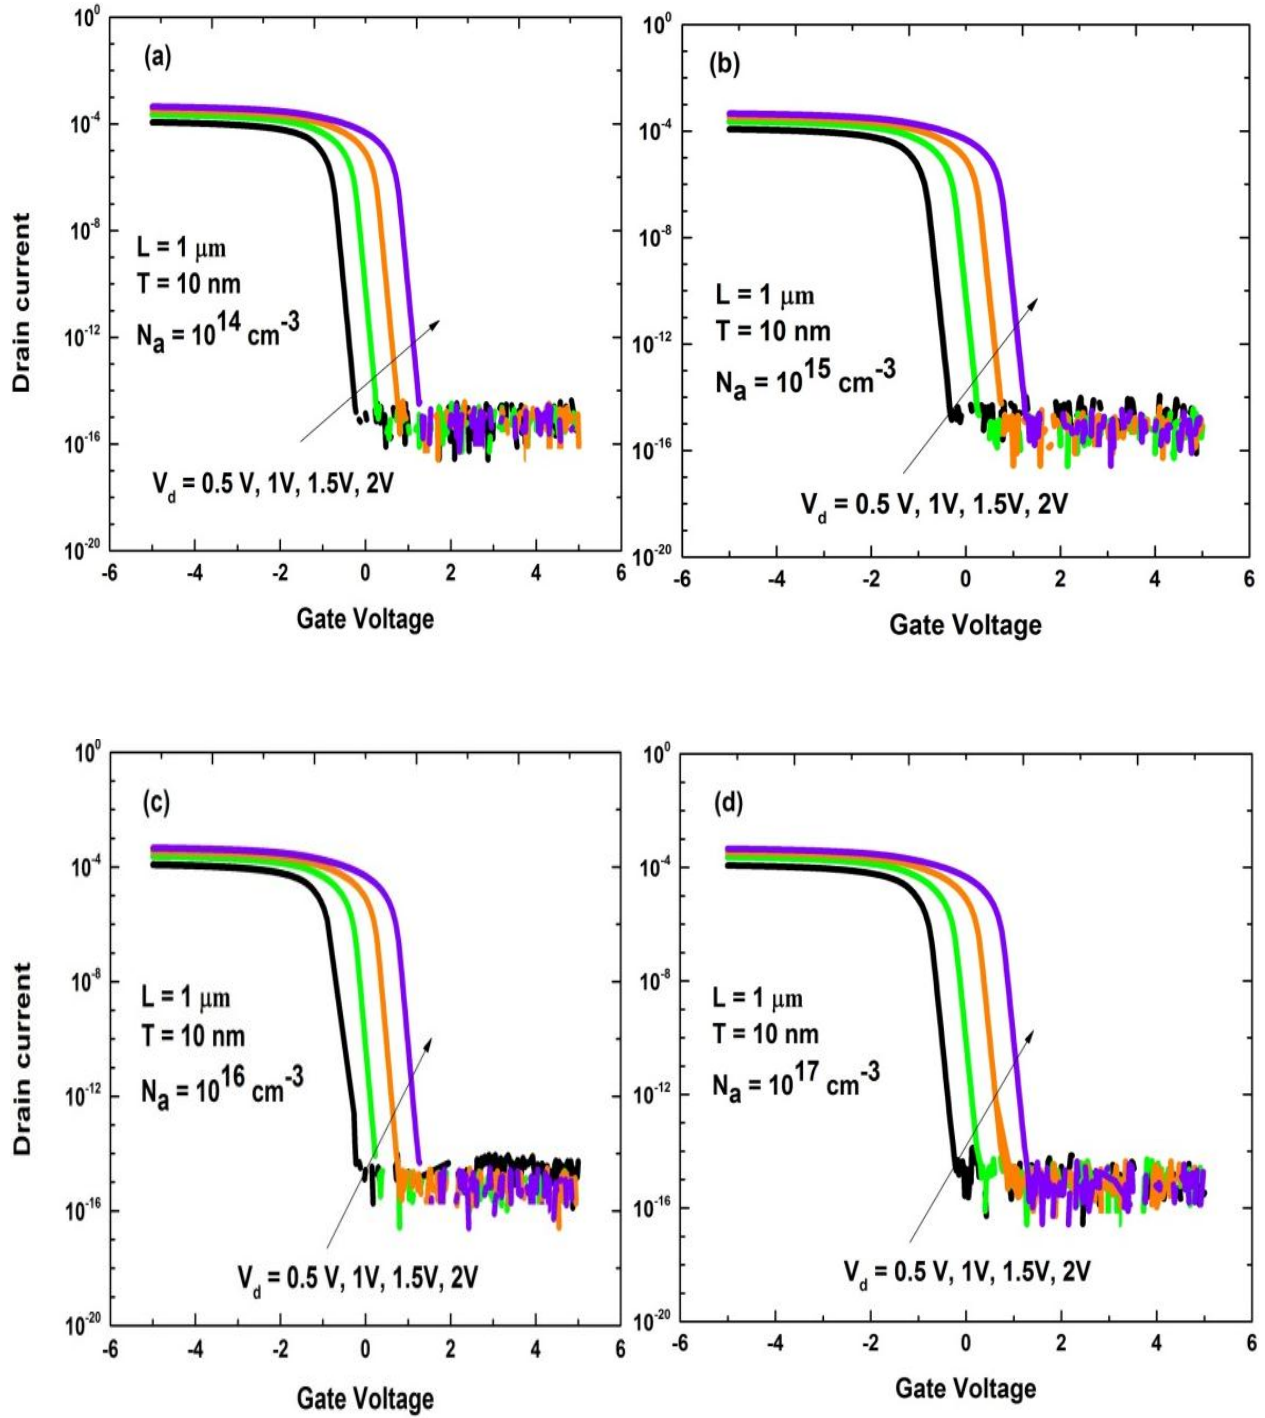 (a)
10^0
10^-4
10^-8
10^-12
10^-16
10^-20
L = 1 μm
T = 10 nm
N_a = 10^14 cm^-3
V_d = 0.5 V, 1V, 1.5V, 2V
-6 -4 -2 0 2 4 6
Gate Voltage
Drain current
(b)
10^0
10^-4
10^-8
10^-12
10^-16
10^-20
L = 1 μm
T = 10 nm
N_a = 10^15 cm^-3
V_d = 0.5 V, 1V, 1.5V, 2V
-6 -4 -2 0 2 4 6
Gate Voltage
(c)
10^0
10^-4
10^-8
10^-12
10^-16
10^-20
L = 1 μm
T = 10 nm
N_a = 10^16 cm^-3
V_d = 0.5 V, 1V, 1.5V, 2V
-6 -4 -2 0 2 4 6
Gate Voltage
Drain current
(d)
10^0
10^-4
10^-8
10^-12
10^-16
10^-20
L = 1 μm
T = 10 nm
N_a = 10^17 cm^-3
V_d = 0.5 V, 1V, 1.5V, 2V
-6 -4 -2 0 2 4 6
Gate Voltage